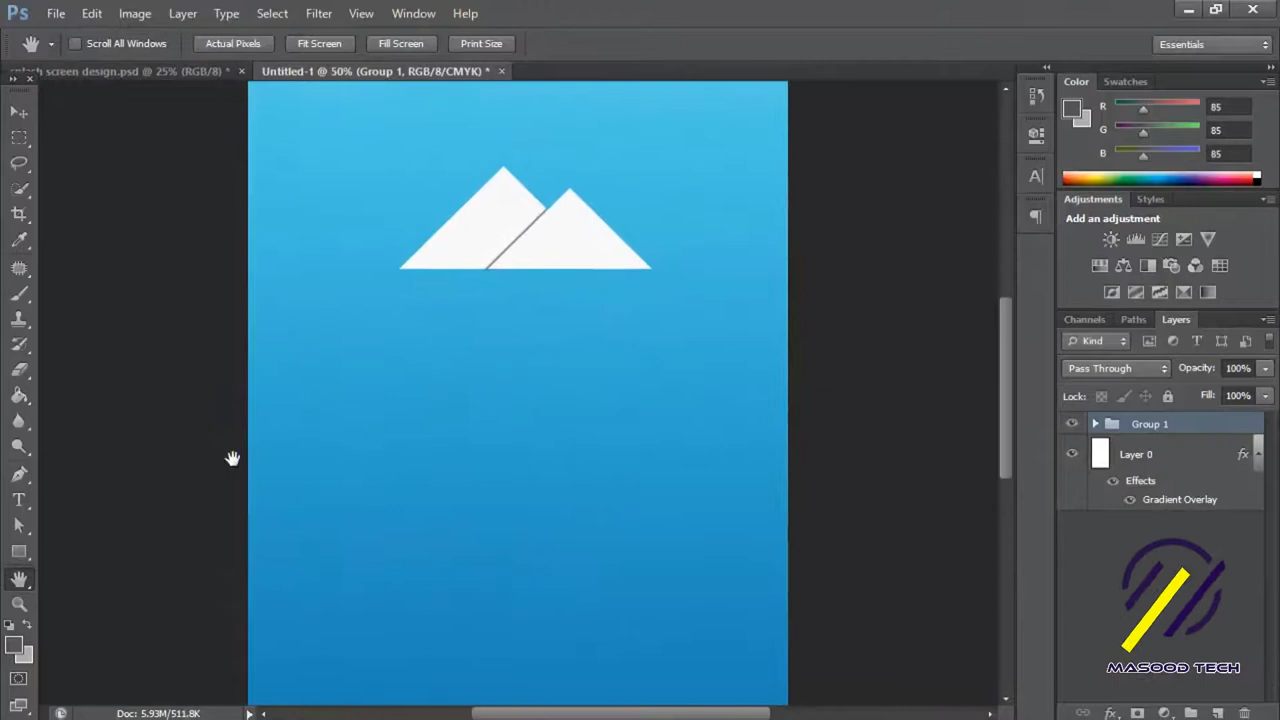 Ps File Edit Image Layer Type Select Filter View Window Help
Scroll All Windows Actual Pixels Fit Screen Fill Screen Print Size Essentials
screen design.psd @ 25% (RGB/8) * × Untitled-1 @ 50% (Group 1, RGB/8/CMYK) * ×
Color Swatches
R 85
G 85
B 85
Adjustments Styles
Add an adjustment
Channels Paths Layers
Kind
Pass Through Opacity: 100%
Lock: Fill: 100%
Group 1
Layer 0 fx
Effects
Gradient Overlay
MASOOD TECH
Doc: 5.93M/511.8K